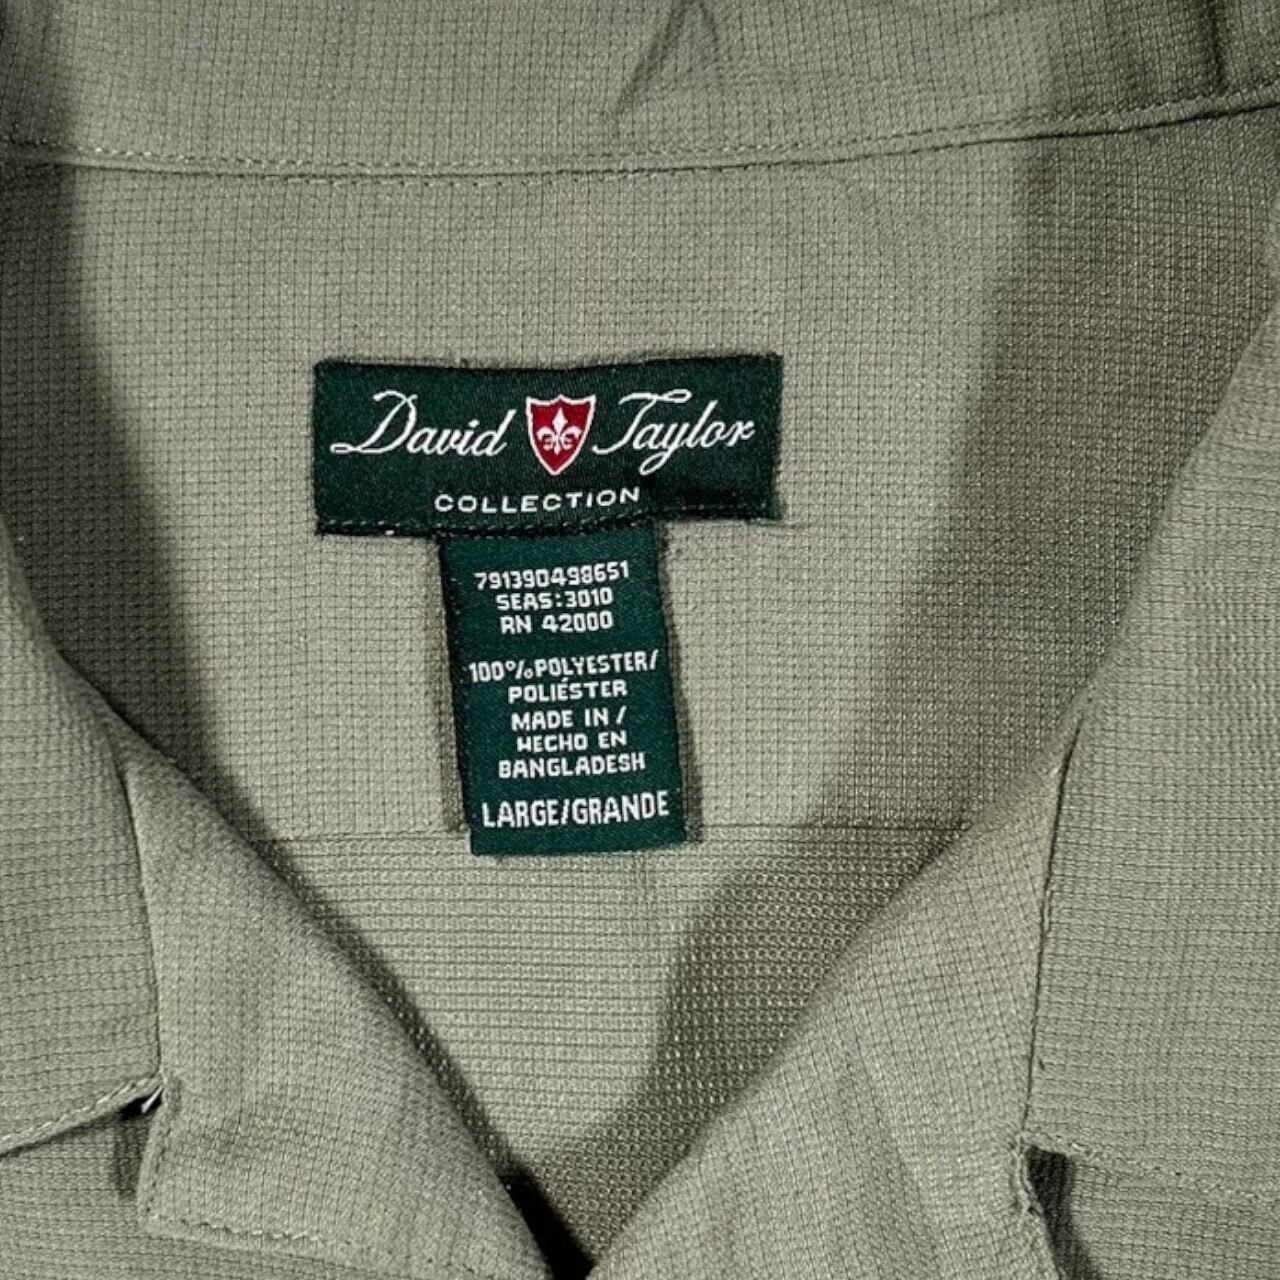 David Taylor
COLLECTION
791390498651
SEAS:3010
RN 42000
100%POLYESTER/
POLIÉSTER
MADE IN/
HECHO EN
BANGLADESH
LARGE/GRANDE